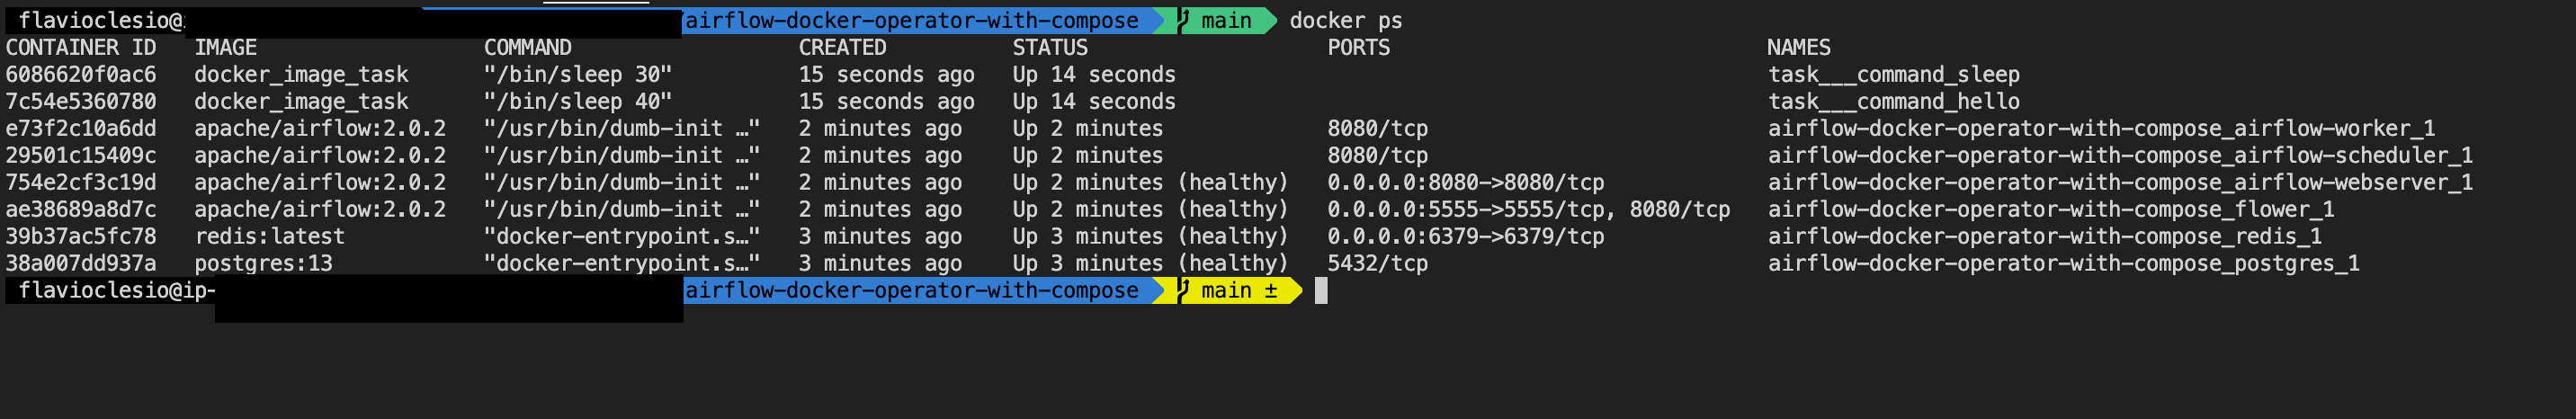 flavioclesio@ /airflow-docker-operator-with-compose main docker ps
CONTAINER ID IMAGE COMMAND CREATED STATUS PORTS NAMES
6086620f0ac6 docker_image_task "/bin/sleep 30" 15 seconds ago Up 14 seconds task___command_sleep
7c54e5360780 docker_image_task "/bin/sleep 40" 15 seconds ago Up 14 seconds task___command_hello
e73f2c10a6dd apache/airflow:2.0.2 "/usr/bin/dumb-init …" 2 minutes ago Up 2 minutes 8080/tcp airflow-docker-operator-with-compose_airflow-worker_1
29501c15409c apache/airflow:2.0.2 "/usr/bin/dumb-init …" 2 minutes ago Up 2 minutes 8080/tcp airflow-docker-operator-with-compose_airflow-scheduler_1
754e2cf3c19d apache/airflow:2.0.2 "/usr/bin/dumb-init …" 2 minutes ago Up 2 minutes (healthy) 0.0.0.0:8080->8080/tcp airflow-docker-operator-with-compose_airflow-webserver_1
ae38689a8d7c apache/airflow:2.0.2 "/usr/bin/dumb-init …" 2 minutes ago Up 2 minutes (healthy) 0.0.0.0:5555->5555/tcp, 8080/tcp airflow-docker-operator-with-compose_flower_1
39b37ac5fc78 redis:latest "docker-entrypoint.s…" 3 minutes ago Up 3 minutes (healthy) 0.0.0.0:6379->6379/tcp airflow-docker-operator-with-compose_redis_1
38a007dd937a postgres:13 "docker-entrypoint.s…" 3 minutes ago Up 3 minutes (healthy) 5432/tcp airflow-docker-operator-with-compose_postgres_1
flavioclesio@ip- airflow-docker-operator-with-compose main ±